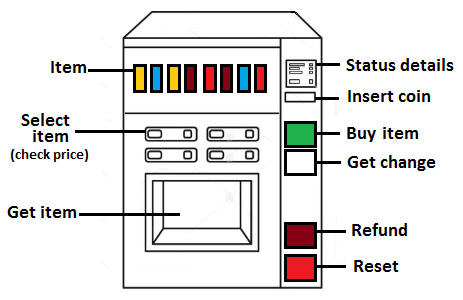 Item
Select
item
(check price)
Get item
Status details
Insert coin
Buy item
Get change
Refund
Reset